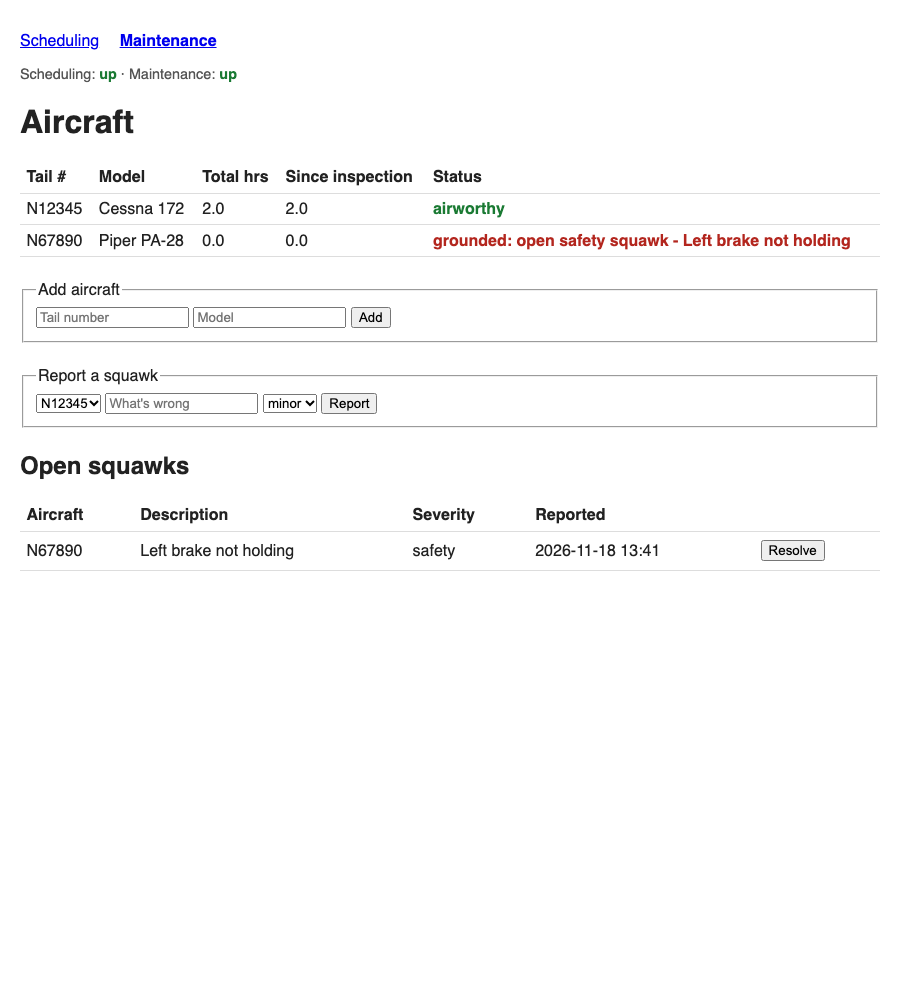 Scheduling Maintenance
Scheduling: up · Maintenance: up
Aircraft
Tail # Model Total hrs Since inspection Status
N12345 Cessna 172 2.0 2.0 airworthy
N67890 Piper PA-28 0.0 0.0 grounded: open safety squawk - Left brake not holding
Add aircraft
Tail number Model Add
Report a squawk
N12345 What's wrong minor Report
Open squawks
Aircraft Description Severity Reported
N67890 Left brake not holding safety 2026-11-18 13:41 Resolve